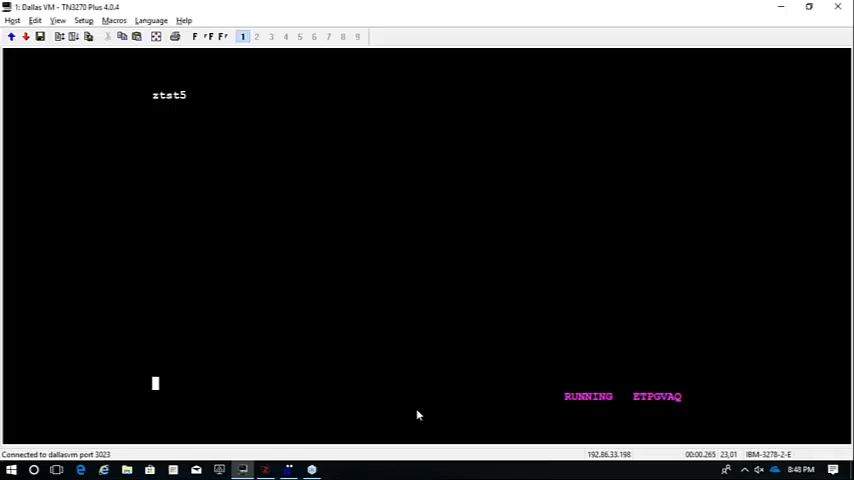 1: Dallas VM - TN3270 Plus 4.0.4
Host Edit View Setup Macros Language Help
F F F 1 2 3 4 5 6 7 8 9
ztst5
RUNNING ETPGVAQ
Connected to dallasvm port 3023 192.86.33.198 00:00.265 23,01 IBM-3278-2-E
8:48 PM